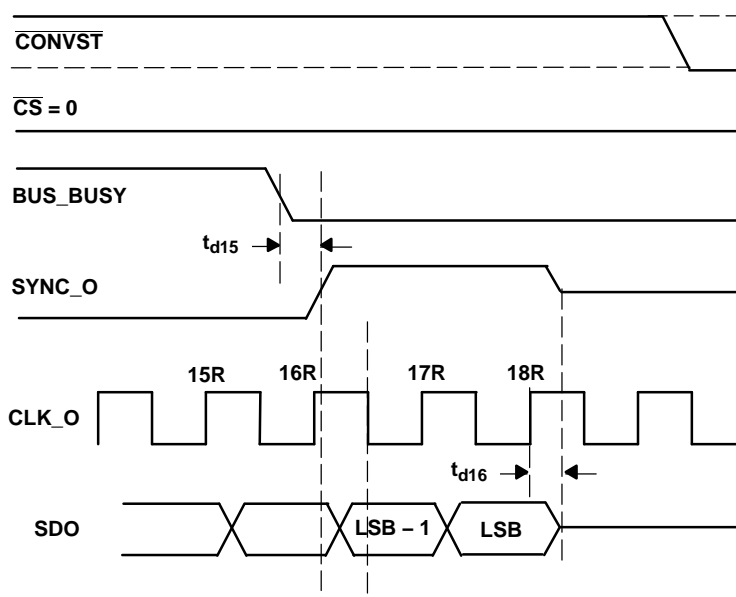 CONVST
CS = 0
BUS_BUSY
td15
SYNC_O
15R 16R 17R 18R
CLK_O
td16
SDO LSB – 1 LSB